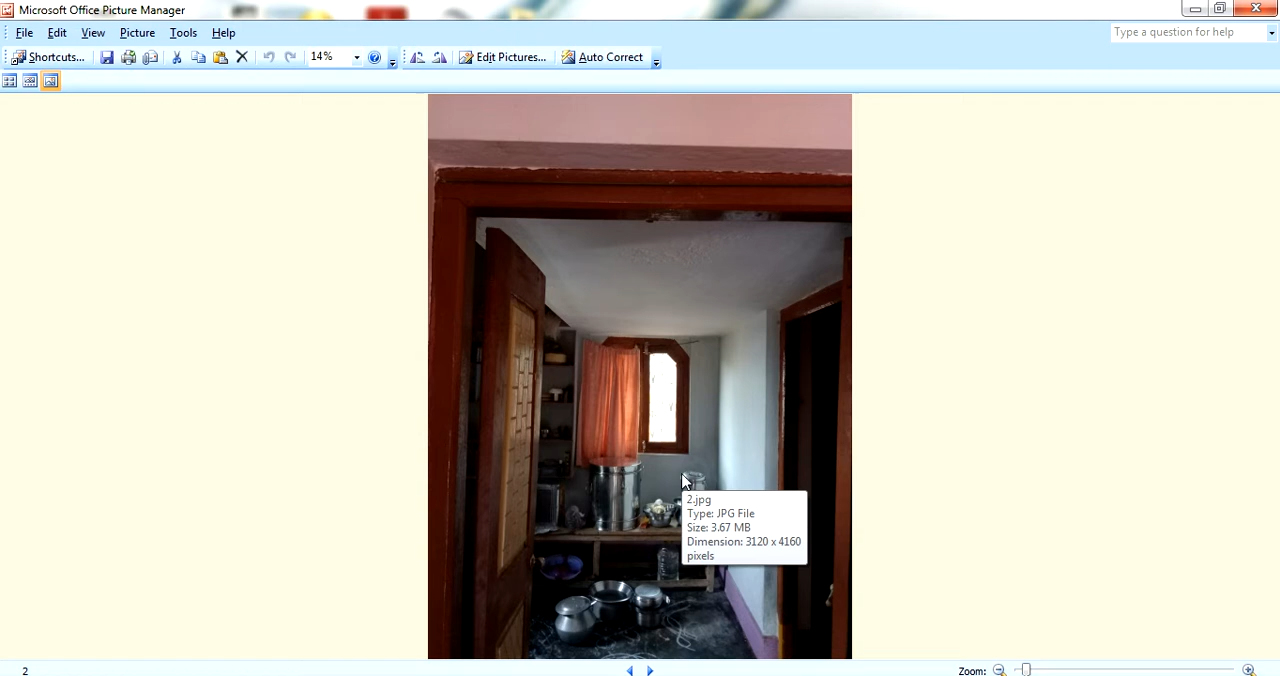 Microsoft Office Picture Manager
File Edit View Picture Tools Help
Type a question for help
Shortcuts... 14% Edit Pictures... Auto Correct
2.jpg
Type: JPG File
Size: 3.67 MB
Dimension: 3120 x 4160
pixels
2
Zoom: